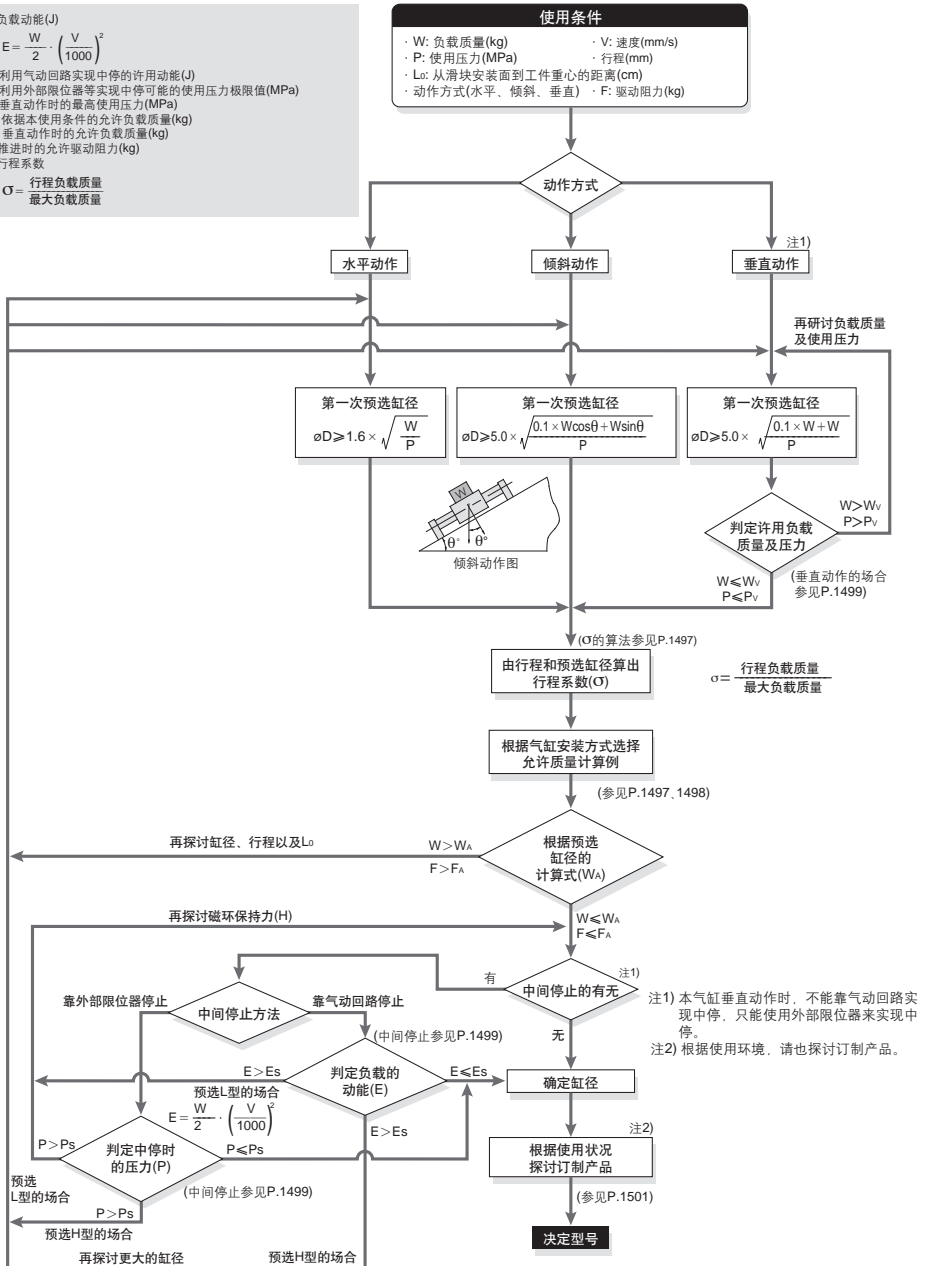 负载动能(J)
E= W/2 · (V/1000)²
利用气动回路实现中停的许用动能(J)
利用外部限位器等实现中停可能的使用压力极限值(MPa)
垂直动作时的最高使用压力(MPa)
依据本使用条件的允许负载质量(kg)
垂直动作时的允许负载质量(kg)
推进时的允许驱动阻力(kg)
行程系数
σ= 行程负载质量/最大负载质量
使用条件
· W: 负载质量(kg) · V: 速度(mm/s)
· P: 使用压力(MPa) · 行程(mm)
· L₀: 从滑块安装面到工件重心的距离(cm)
· 动作方式(水平、倾斜、垂直) · F: 驱动阻力(kg)
动作方式
注1)
水平动作
倾斜动作
垂直动作
再研讨负载质量
及使用压力
第一次预选缸径
øD≥1.6×√(W/P)
第一次预选缸径
øD≥5.0×√((0.1×Wcosθ+Wsinθ)/P)
第一次预选缸径
øD≥5.0×√((0.1×W+W)/P)
W
θ° θ°
倾斜动作图
W>Wv
P>Pv
判定许用负载
质量及压力
W≤Wv
P≤Pv
(垂直动作的场合
参见P.1499)
(σ的算法参见P.1497)
由行程和预选缸径算出
行程系数(σ)
σ= 行程负载质量/最大负载质量
根据气缸安装方式选择
允许质量计算例
(参见P.1497、1498)
再探讨缸径、行程以及L₀
W>WA
F>FA
根据预选
缸径的
计算式(WA)
W≤WA
F≤FA
再探讨磁环保持力(H)
有
中间停止的有无
注1)
无
靠外部限位器停止
中间停止方法
靠气动回路停止
(中间停止参见P.1499)
注1) 本气缸垂直动作时，不能靠气动回路实
现中停，只能使用外部限位器来实现中
停。
注2) 根据使用环境，请也探讨订制产品。
E>Es
预选L型的场合
判定负载的
动能(E)
E≤Es
确定缸径
E= W/2 · (V/1000)²
E>Es
P>Ps
判定中停时
的压力(P)
P≤Ps
注2)
根据使用状况
探讨订制产品
预选
L型的场合
(中间停止参见P.1499)
(参见P.1501)
P>Ps
预选H型的场合
决定型号
再探讨更大的缸径
预选H型的场合